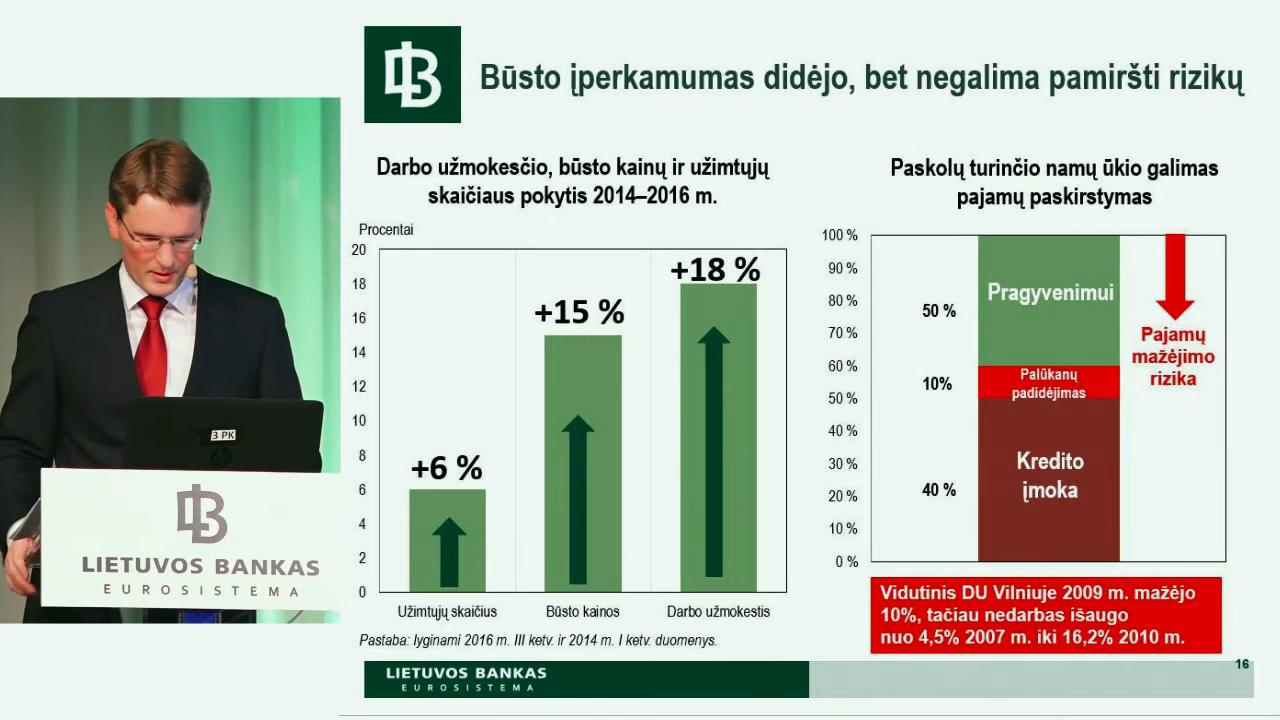 Būsto įperkamumas didėjo, bet negalima pamiršti rizikų
Darbo užmokesčio, būsto kainų ir užimtųjų
skaičiaus pokytis 2014–2016 m.
Procentai
20
18
16
14
12
10
8
6
4
2
0
+6 %
+15 %
+18 %
Užimtųjų skaičius
Būsto kainos
Darbo užmokestis
Pastaba: lyginami 2016 m. III ketv. ir 2014 m. I ketv. duomenys.
Paskolų turinčio namų ūkio galimas
pajamų paskirstymas
100 %
90 %
80 %
70 %
60 %
50 %
40 %
30 %
20 %
10 %
0 %
50 %
10%
40 %
Pragyvenimui
Palūkanų
padidėjimas
Kredito
įmoka
Pajamų
mažėjimo
rizika
Vidutinis DU Vilniuje 2009 m. mažėjo
10%, tačiau nedarbas išaugo
nuo 4,5% 2007 m. iki 16,2% 2010 m.
LIETUVOS BANKAS
EUROSISTEMA
16
3 PK
LIETUVOS BANKAS
EUROSISTEMA